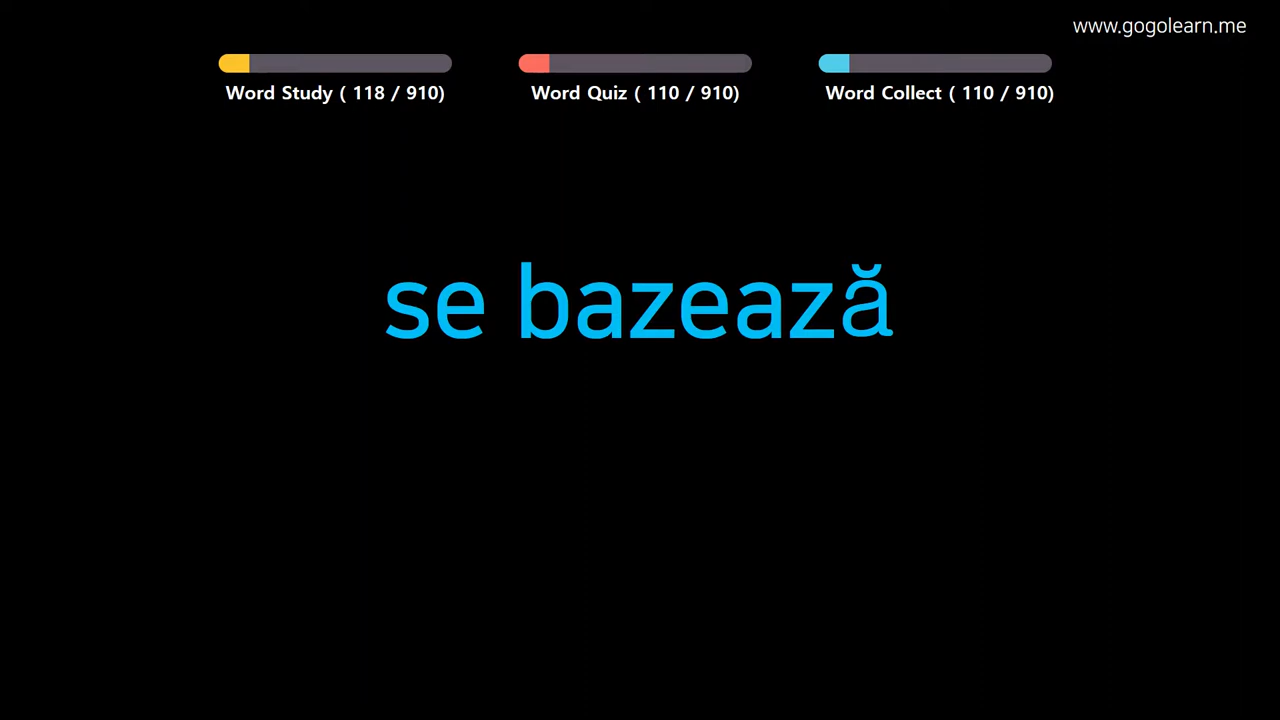 www.gogolearn.me
Word Study ( 118 / 910)
Word Quiz ( 110 / 910)
Word Collect ( 110 / 910)
se bazează